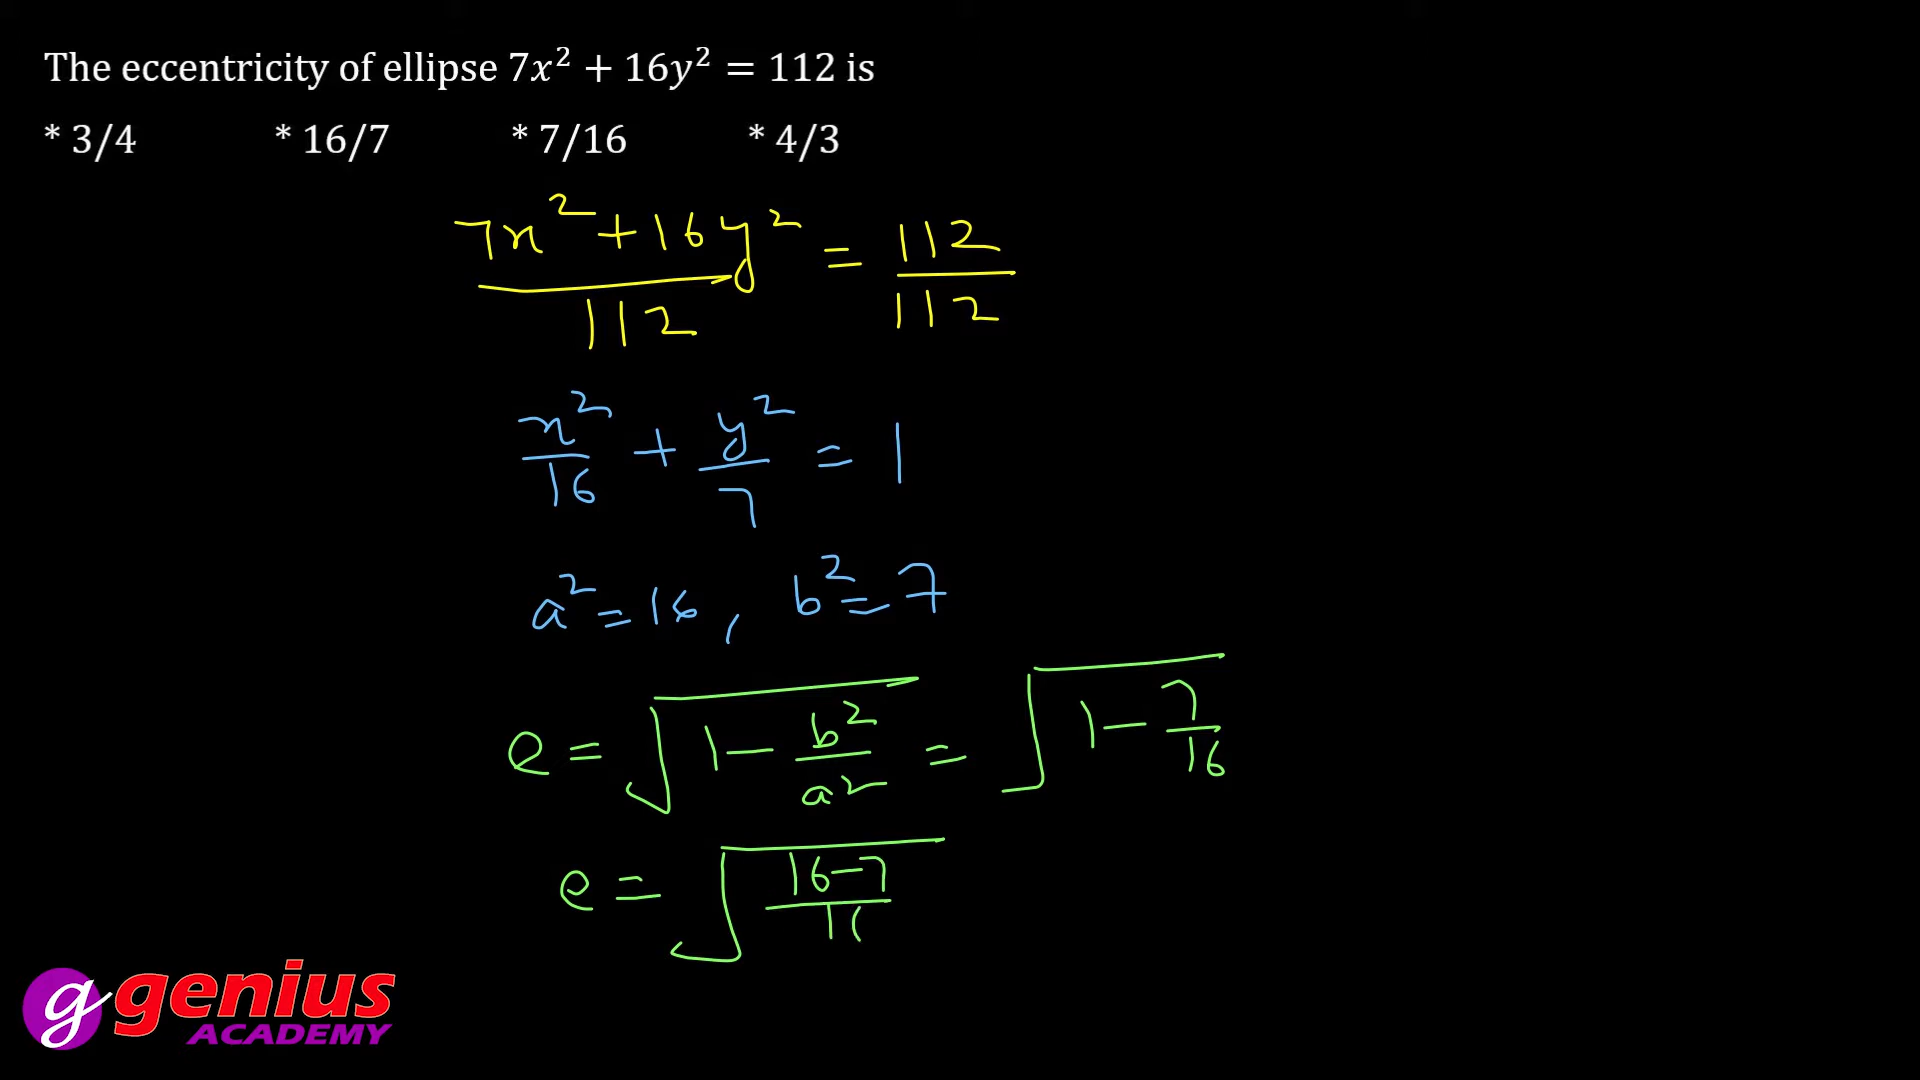 The eccentricity of ellipse 7x² + 16y² = 112 is
* 3/4 * 16/7 * 7/16 * 4/3
7x² + 16y² = 112
112 112
x² + y² = 1
16 7
a² = 16, b² = 7
e = √(1 - b²/a²) = √(1 - 7/16)
e = √16-7
1(
g genius
ACADEMY